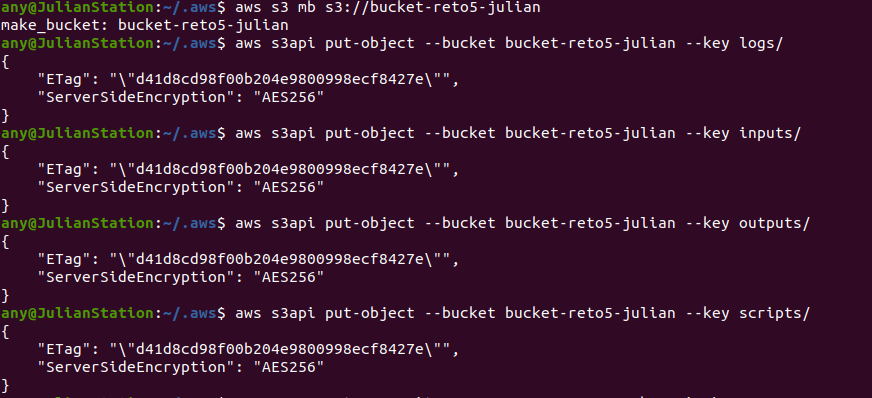 any@JulianStation:~/.aws$ aws s3 mb s3://bucket-reto5-julian
make_bucket: bucket-reto5-julian
any@JulianStation:~/.aws$ aws s3api put-object --bucket bucket-reto5-julian --key logs/
{
    "ETag": "\"d41d8cd98f00b204e9800998ecf8427e\"",
    "ServerSideEncryption": "AES256"
}
any@JulianStation:~/.aws$ aws s3api put-object --bucket bucket-reto5-julian --key inputs/
{
    "ETag": "\"d41d8cd98f00b204e9800998ecf8427e\"",
    "ServerSideEncryption": "AES256"
}
any@JulianStation:~/.aws$ aws s3api put-object --bucket bucket-reto5-julian --key outputs/
{
    "ETag": "\"d41d8cd98f00b204e9800998ecf8427e\"",
    "ServerSideEncryption": "AES256"
}
any@JulianStation:~/.aws$ aws s3api put-object --bucket bucket-reto5-julian --key scripts/
{
    "ETag": "\"d41d8cd98f00b204e9800998ecf8427e\"",
    "ServerSideEncryption": "AES256"
}